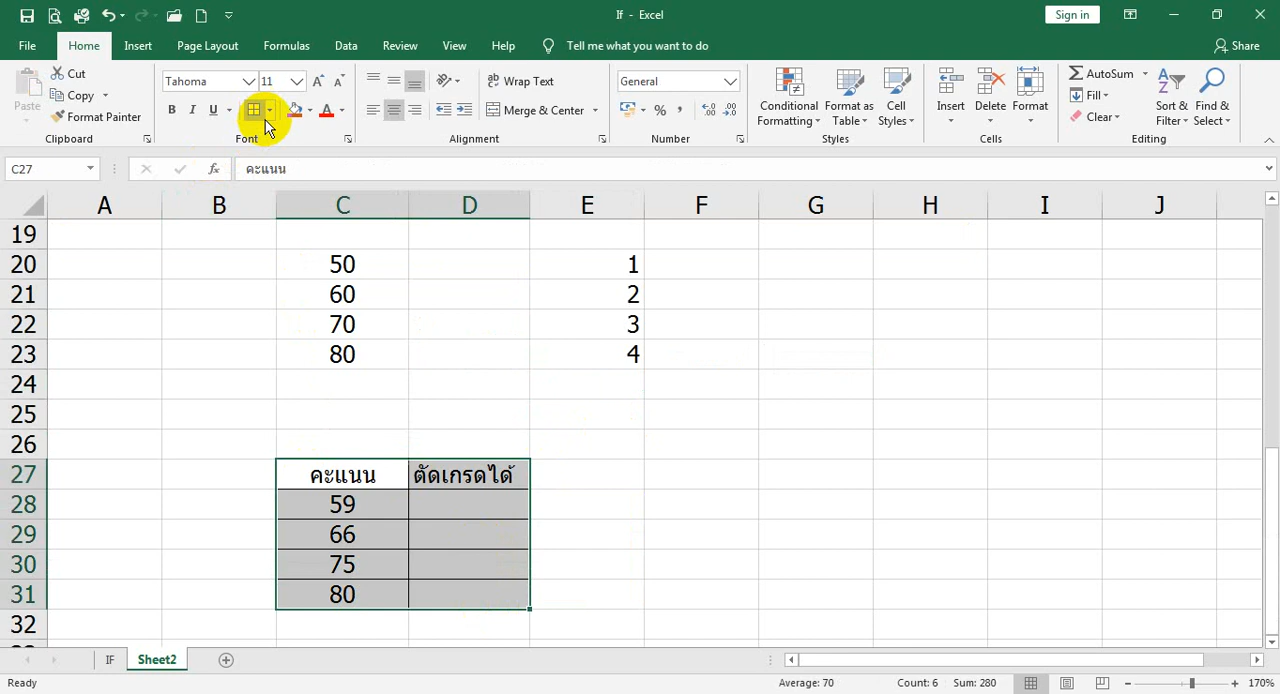 If - Excel
Sign in
File Home Insert Page Layout Formulas Data Review View Help Tell me what you want to do Share
Paste
Cut
Copy
Format Painter
Clipboard
Tahoma 11
B I U
Font
Wrap Text
Merge & Center
Alignment
General
% ,
Number
Conditional Formatting
Format as Table
Cell Styles
Styles
Insert Delete Format
Cells
AutoSum
Fill
Clear
Sort & Filter
Find & Select
Editing
C27 fx คะแนน
A B C D E F G H I J
19
20 50 1
21 60 2
22 70 3
23 80 4
24
25
26
27 คะแนน ตัดเกรดได้
28 59
29 66
30 75
31 80
32
IF Sheet2
Ready Average: 70 Count: 6 Sum: 280 170%